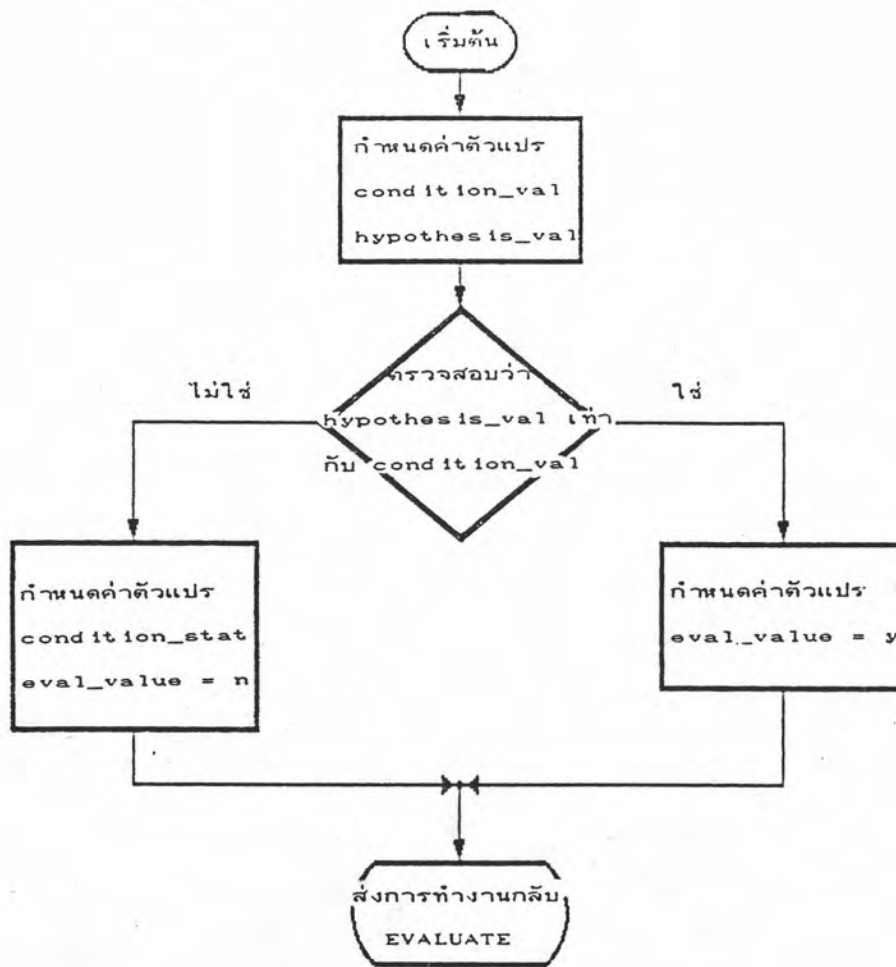 เริ่มต้น
กำหนดค่าตัวแปร
condition_val
hypothesis_val
ตรวจสอบว่า
hypothesis_val เท่า
กับ condition_val
ไม่ใช่
ใช่
กำหนดค่าตัวแปร
condition_stat
eval_value = n
กำหนดค่าตัวแปร
eval_value = y
ส่งการทำงานกลับ
EVALUATE